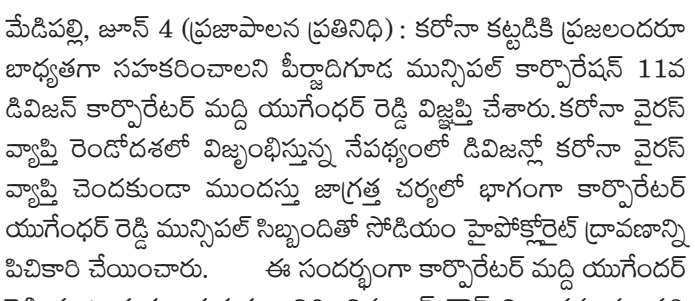 మేడిపల్లి, జూన్ 4 (ప్రజాపాలన ప్రతినిధి) : కరోనా కట్టడికి ప్రజలందరూ
బాధ్యతగా సహకరించాలని పీర్జాదిగూడ మున్సిపల్ కార్పొరేషన్ 11వ
డివిజన్ కార్పొరేటర్ మద్ది యుగేంధర్ రెడ్డి విజ్ఞప్తి చేశారు.కరోనా వైరస్
వ్యాప్తి రెండోదశలో విజృంభిస్తున్న నేపథ్యంలో డివిజన్లో కరోనా వైరస్
వ్యాప్తి చెందకుండా ముందస్తు జాగ్రత్త చర్యలో భాగంగా కార్పొరేటర్
యుగేంధర్ రెడ్డి మున్సిపల్ సిబ్బందితో సోడియం హైపోక్లోరైట్ ద్రావణాన్ని
పిచికారి చేయించారు. ఈ సందర్భంగా కార్పొరేటర్ మద్ది యుగేందర్